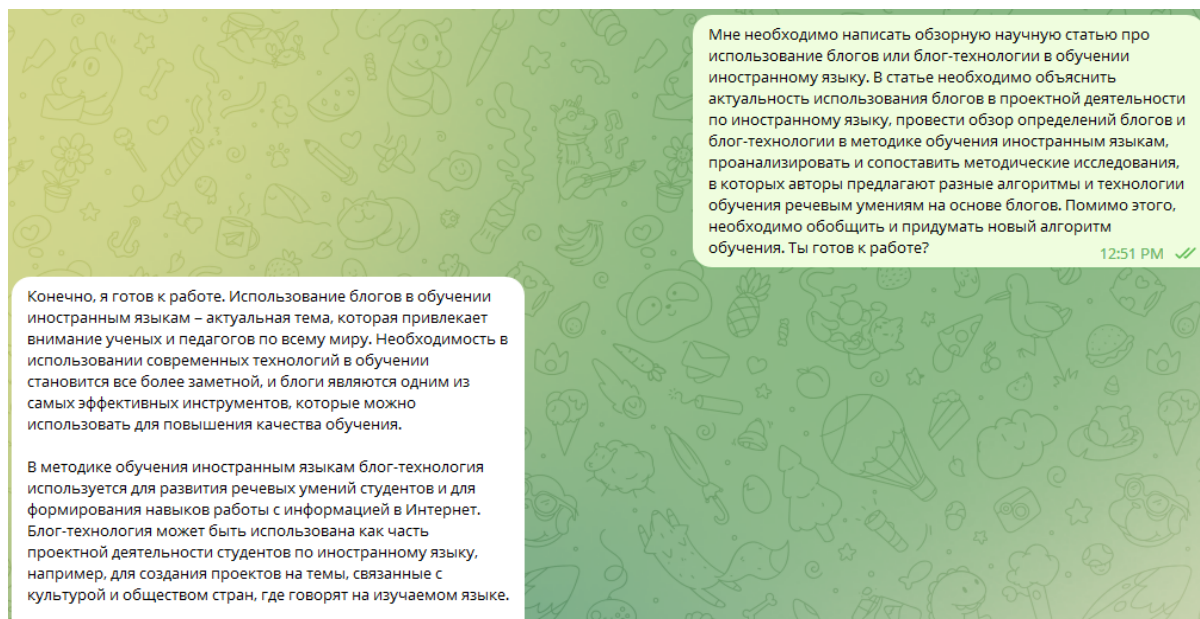 Мне необходимо написать обзорную научную статью про
использование блогов или блог-технологии в обучении
иностранному языку. В статье необходимо объяснить
актуальность использования блогов в проектной деятельности
по иностранному языку, провести обзор определений блогов и
блог-технологии в методике обучения иностранным языкам,
проанализировать и сопоставить методические исследования,
в которых авторы предлагают разные алгоритмы и технологии
обучения речевым умениям на основе блогов. Помимо этого,
необходимо обобщить и придумать новый алгоритм
обучения. Ты готов к работе?
12:51 PM
Конечно, я готов к работе. Использование блогов в обучении
иностранным языкам – актуальная тема, которая привлекает
внимание ученых и педагогов по всему миру. Необходимость в
использовании современных технологий в обучении
становится все более заметной, и блоги являются одним из
самых эффективных инструментов, которые можно
использовать для повышения качества обучения.
В методике обучения иностранным языкам блог-технология
используется для развития речевых умений студентов и для
формирования навыков работы с информацией в Интернет.
Блог-технология может быть использована как часть
проектной деятельности студентов по иностранному языку,
например, для создания проектов на темы, связанные с
культурой и обществом стран, где говорят на изучаемом языке.